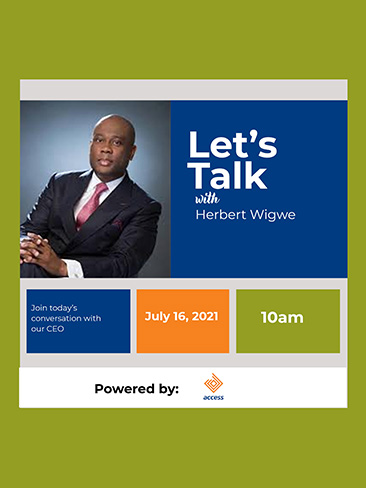 Let's
Talk
with
Herbert Wigwe
Join today's
conversation with
our CEO
July 16, 2021
10am
Powered by:
access